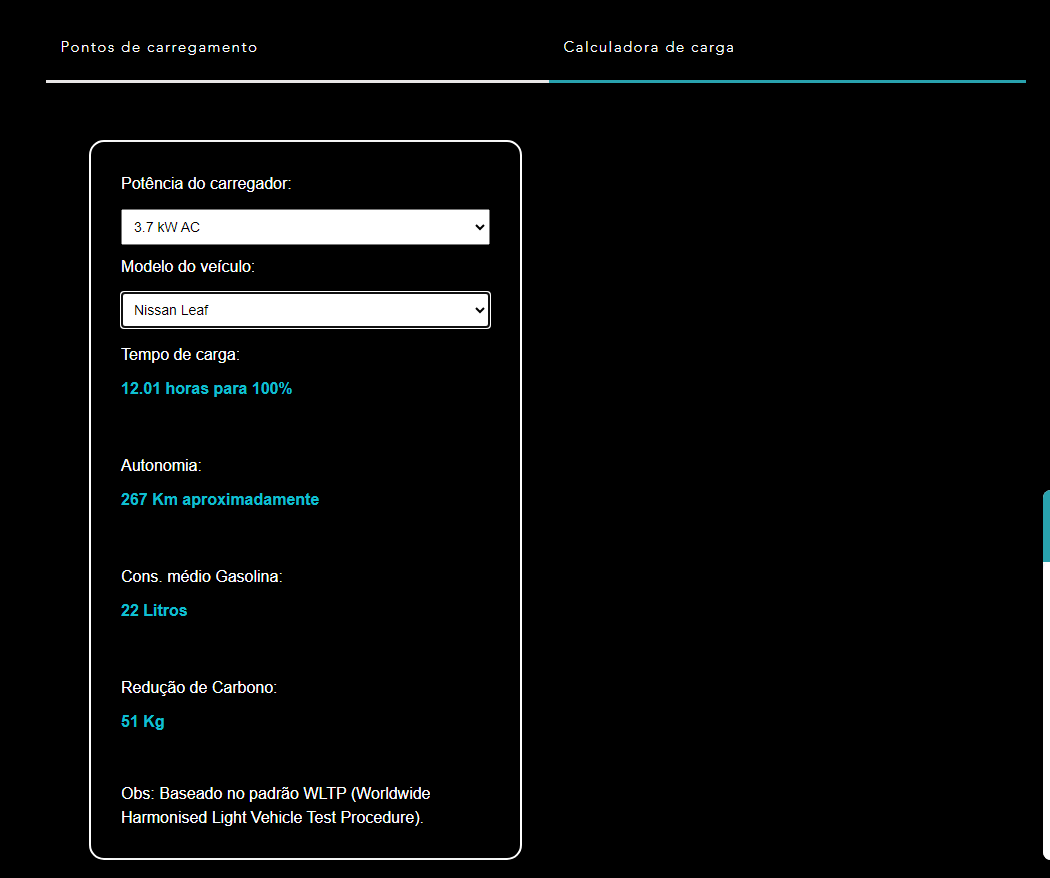 Pontos de carregamento
Calculadora de carga
Potência do carregador:
3.7 kW AC
Modelo do veículo:
Nissan Leaf
Tempo de carga:
12.01 horas para 100%
Autonomia:
267 Km aproximadamente
Cons. médio Gasolina:
22 Litros
Redução de Carbono:
51 Kg
Obs: Baseado no padrão WLTP (Worldwide
Harmonised Light Vehicle Test Procedure).